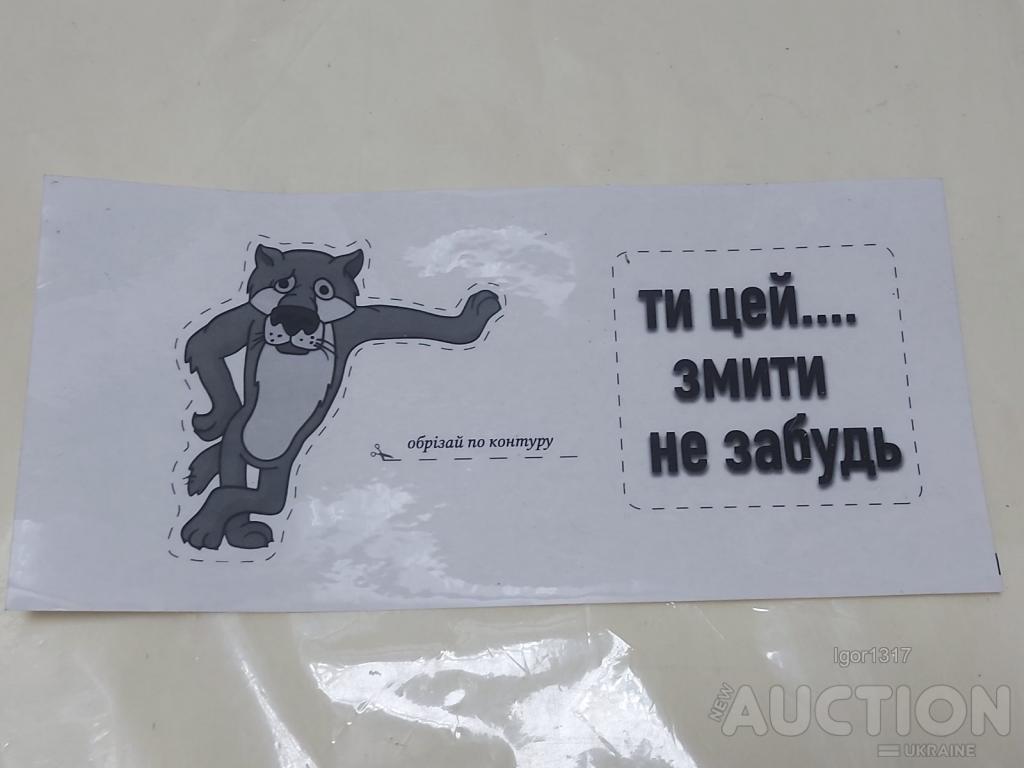 ти цей....
змити
не забудь
обрізай по контуру
Igor1317
NEW AUCTION
UKRAINE